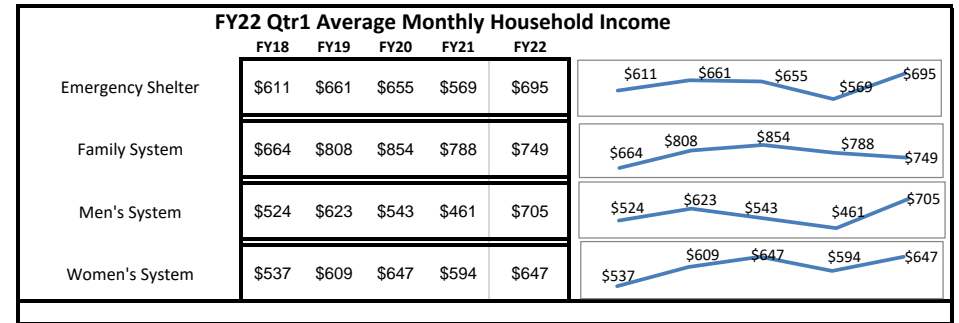 FY22 Qtr1 Average Monthly Household Income
FY18 FY19 FY20 FY21 FY22
Emergency Shelter $611 $661 $655 $569 $695 $611 $661 $655 $569 $695
Family System $664 $808 $854 $788 $749 $664 $808 $854 $788 $749
Men's System $524 $623 $543 $461 $705 $524 $623 $543 $461 $705
Women's System $537 $609 $647 $594 $647 $537 $609 $647 $594 $647